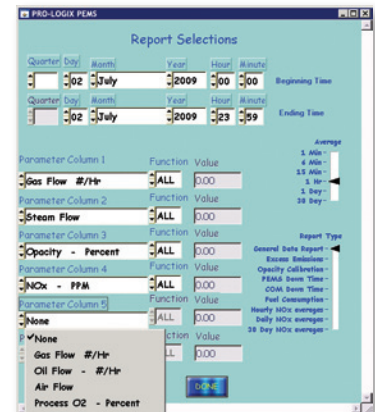 PRO-LOGIX PEMS
Report Selections
Quarter Day Month Year Hour Minute
02 July 2009 00 00 Beginning Time
Quarter Day Month Year Hour Minute
02 July 2009 23 59 Ending Time
Average
1 Min-
6 Min-
15 Min-
1 Hr-
1 Day-
30 Day-
Parameter Column 1 Function Value
Gas Flow #/Hr ALL 0.00
Parameter Column 2 Function Value
Steam Flow ALL 0.00
Parameter Column 3 Function Value
Opacity - Percent ALL 0.00
Parameter Column 4 Function Value
NOx - PPM ALL 0.00
Parameter Column 5 Function Value
None ALL 0.00
Report Type
General Data Report-
Excess Emissions-
Opacity Calibration-
PEMS Down Time-
COM Down Time-
Fuel Consumption-
Hourly NOx averages-
Daily NOx averages-
30 Day NOx averages-
P ction Value
LL 0.00
✓None
Gas Flow #/Hr
Oil Flow - #/Hr
Air Flow
Process O2 - Percent
DONE